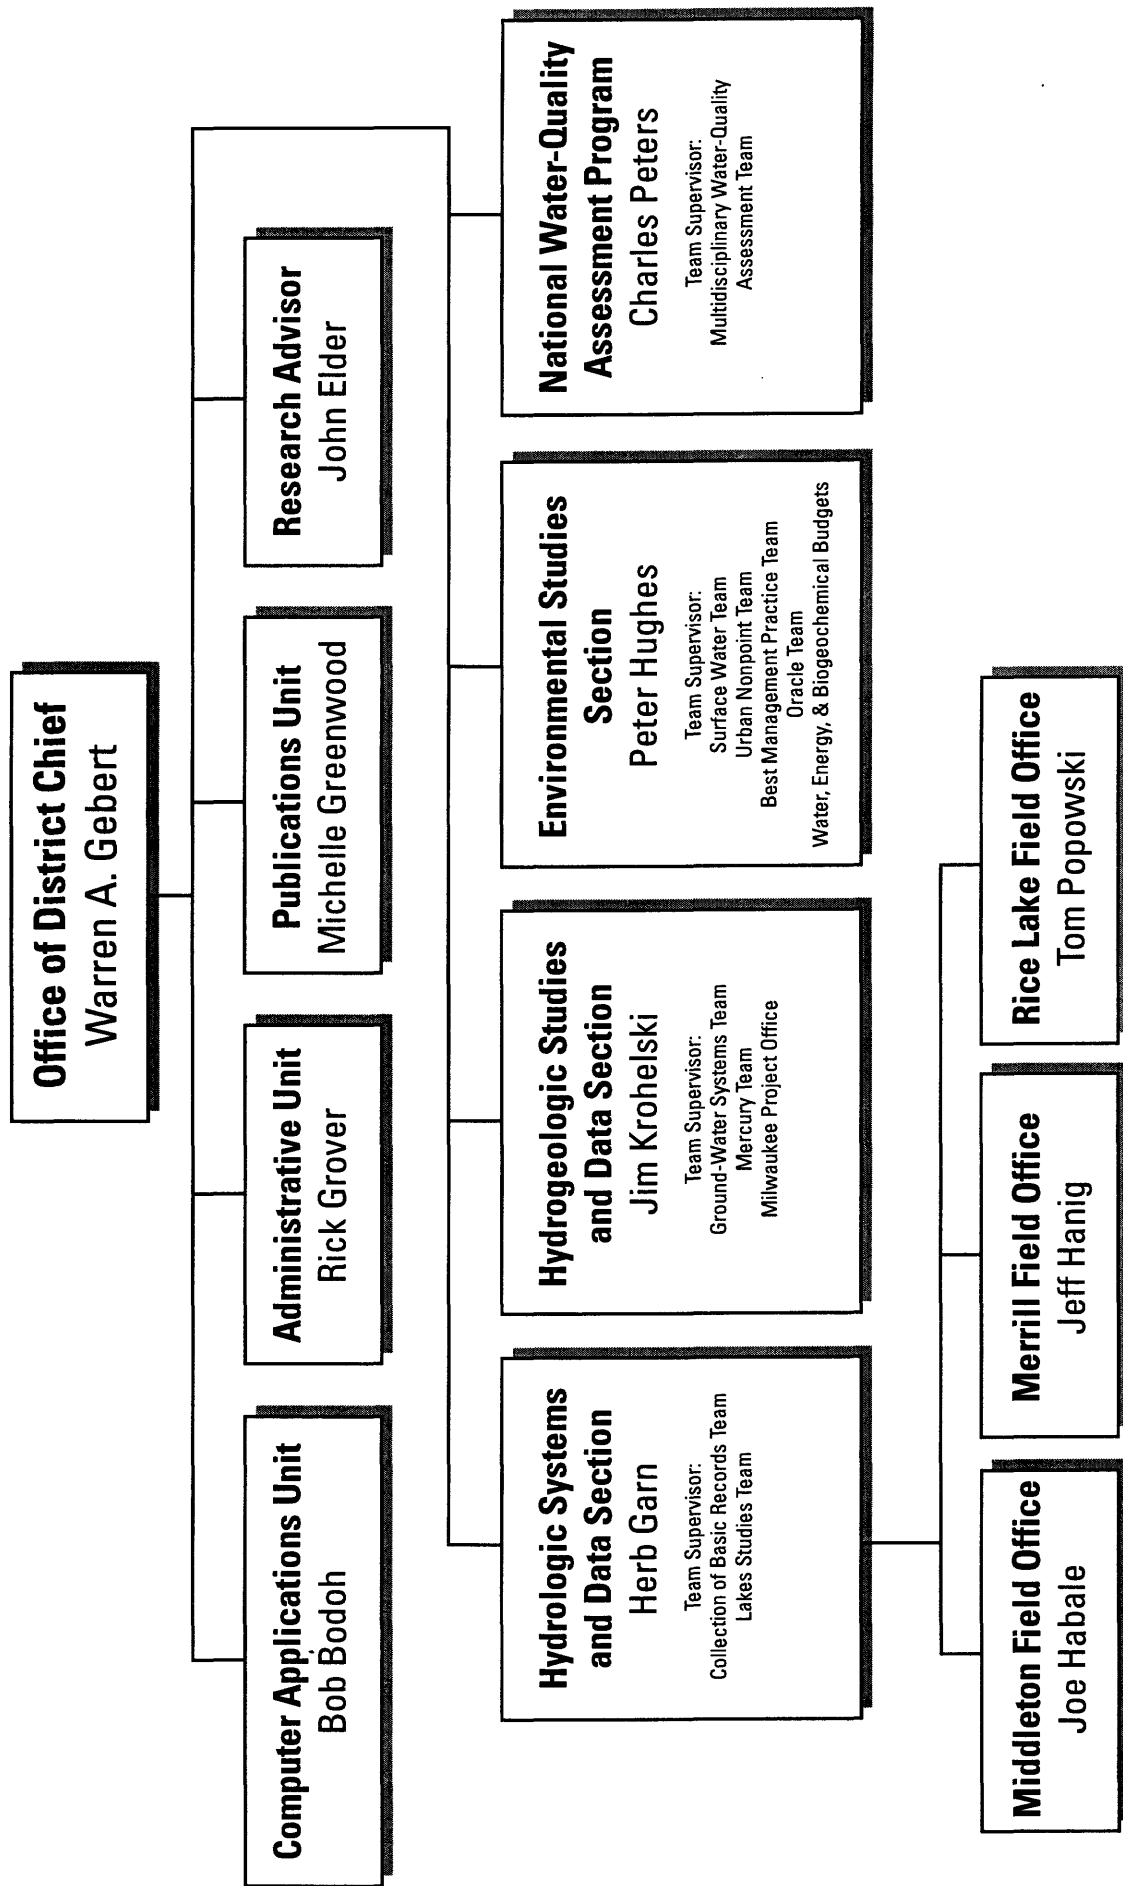 Office of District Chief
Warren A. Gebert
Computer Applications Unit
Bob Bodoh
Administrative Unit
Rick Grover
Publications Unit
Michelle Greenwood
Research Advisor
John Elder
Hydrologic Systems
and Data Section
Herb Garn
Team Supervisor:
Collection of Basic Records Team
Lakes Studies Team
Hydrogeologic Studies
and Data Section
Jim Krohelski
Team Supervisor:
Ground-Water Systems Team
Mercury Team
Milwaukee Project Office
Environmental Studies
Section
Peter Hughes
Team Supervisor:
Surface Water Team
Urban Nonpoint Team
Best Management Practice Team
Oracle Team
Water, Energy, & Biogeochemical Budgets
National Water-Quality
Assessment Program
Charles Peters
Team Supervisor:
Multidisciplinary Water-Quality
Assessment Team
Middleton Field Office
Joe Habale
Merrill Field Office
Jeff Hanig
Rice Lake Field Office
Tom Popowski